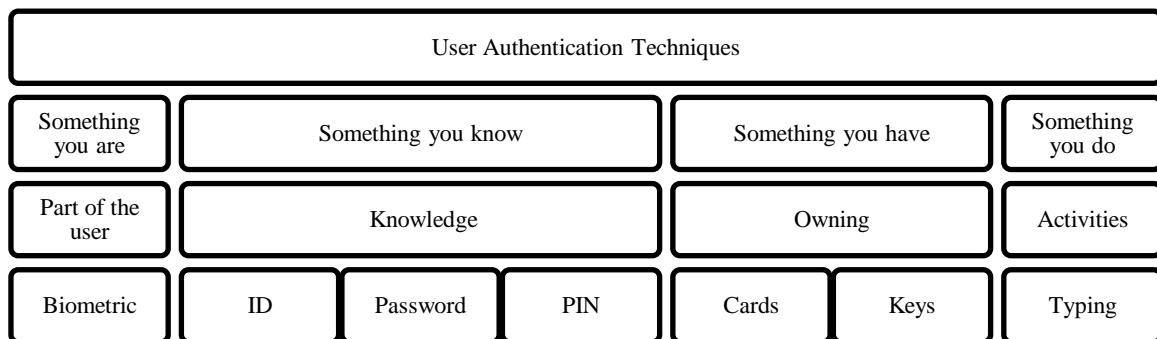 User Authentication Techniques
Something
you are
Something you know
Something you have
Something
you do
Part of the
user
Knowledge
Owning
Activities
Biometric
ID
Password
PIN
Cards
Keys
Typing